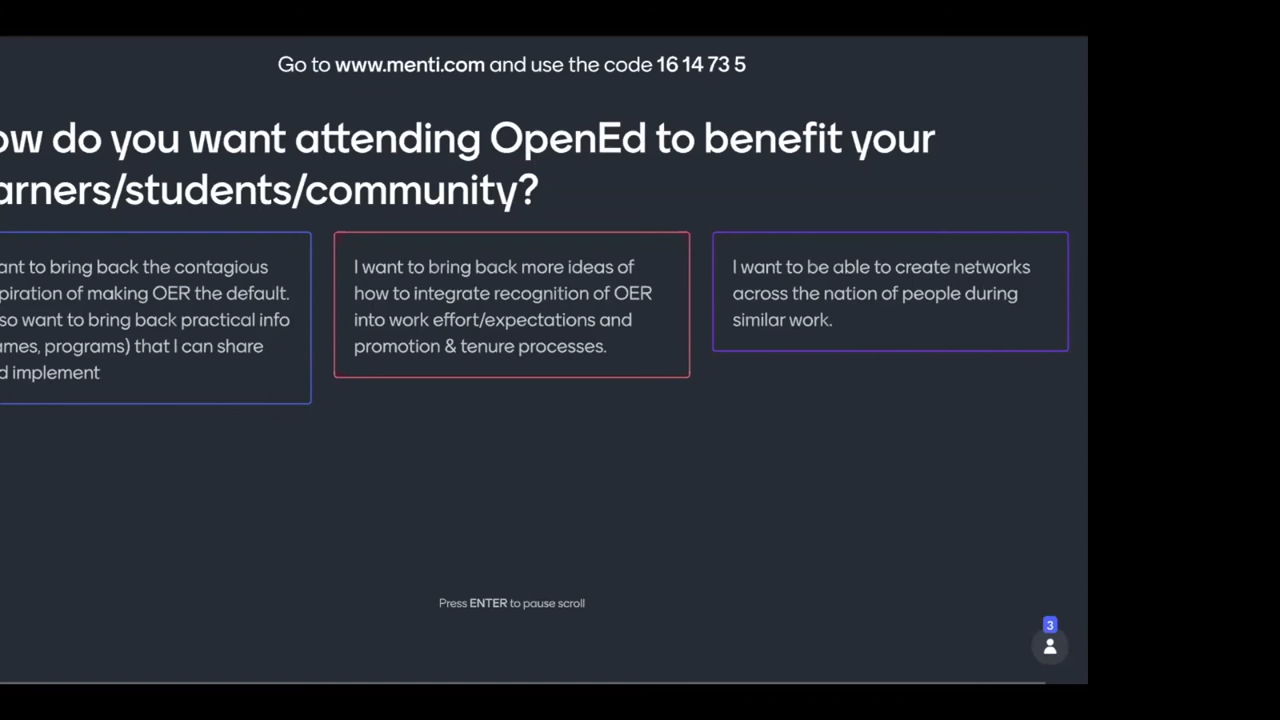 Go to www.menti.com and use the code 16 14 73 5
ow do you want attending OpenEd to benefit your
arners/students/community?
ant to bring back the contagious
piration of making OER the default.
so want to bring back practical info
ames, programs) that I can share
d implement
I want to bring back more ideas of
how to integrate recognition of OER
into work effort/expectations and
promotion & tenure processes.
I want to be able to create networks
across the nation of people during
similar work.
Press ENTER to pause scroll
3